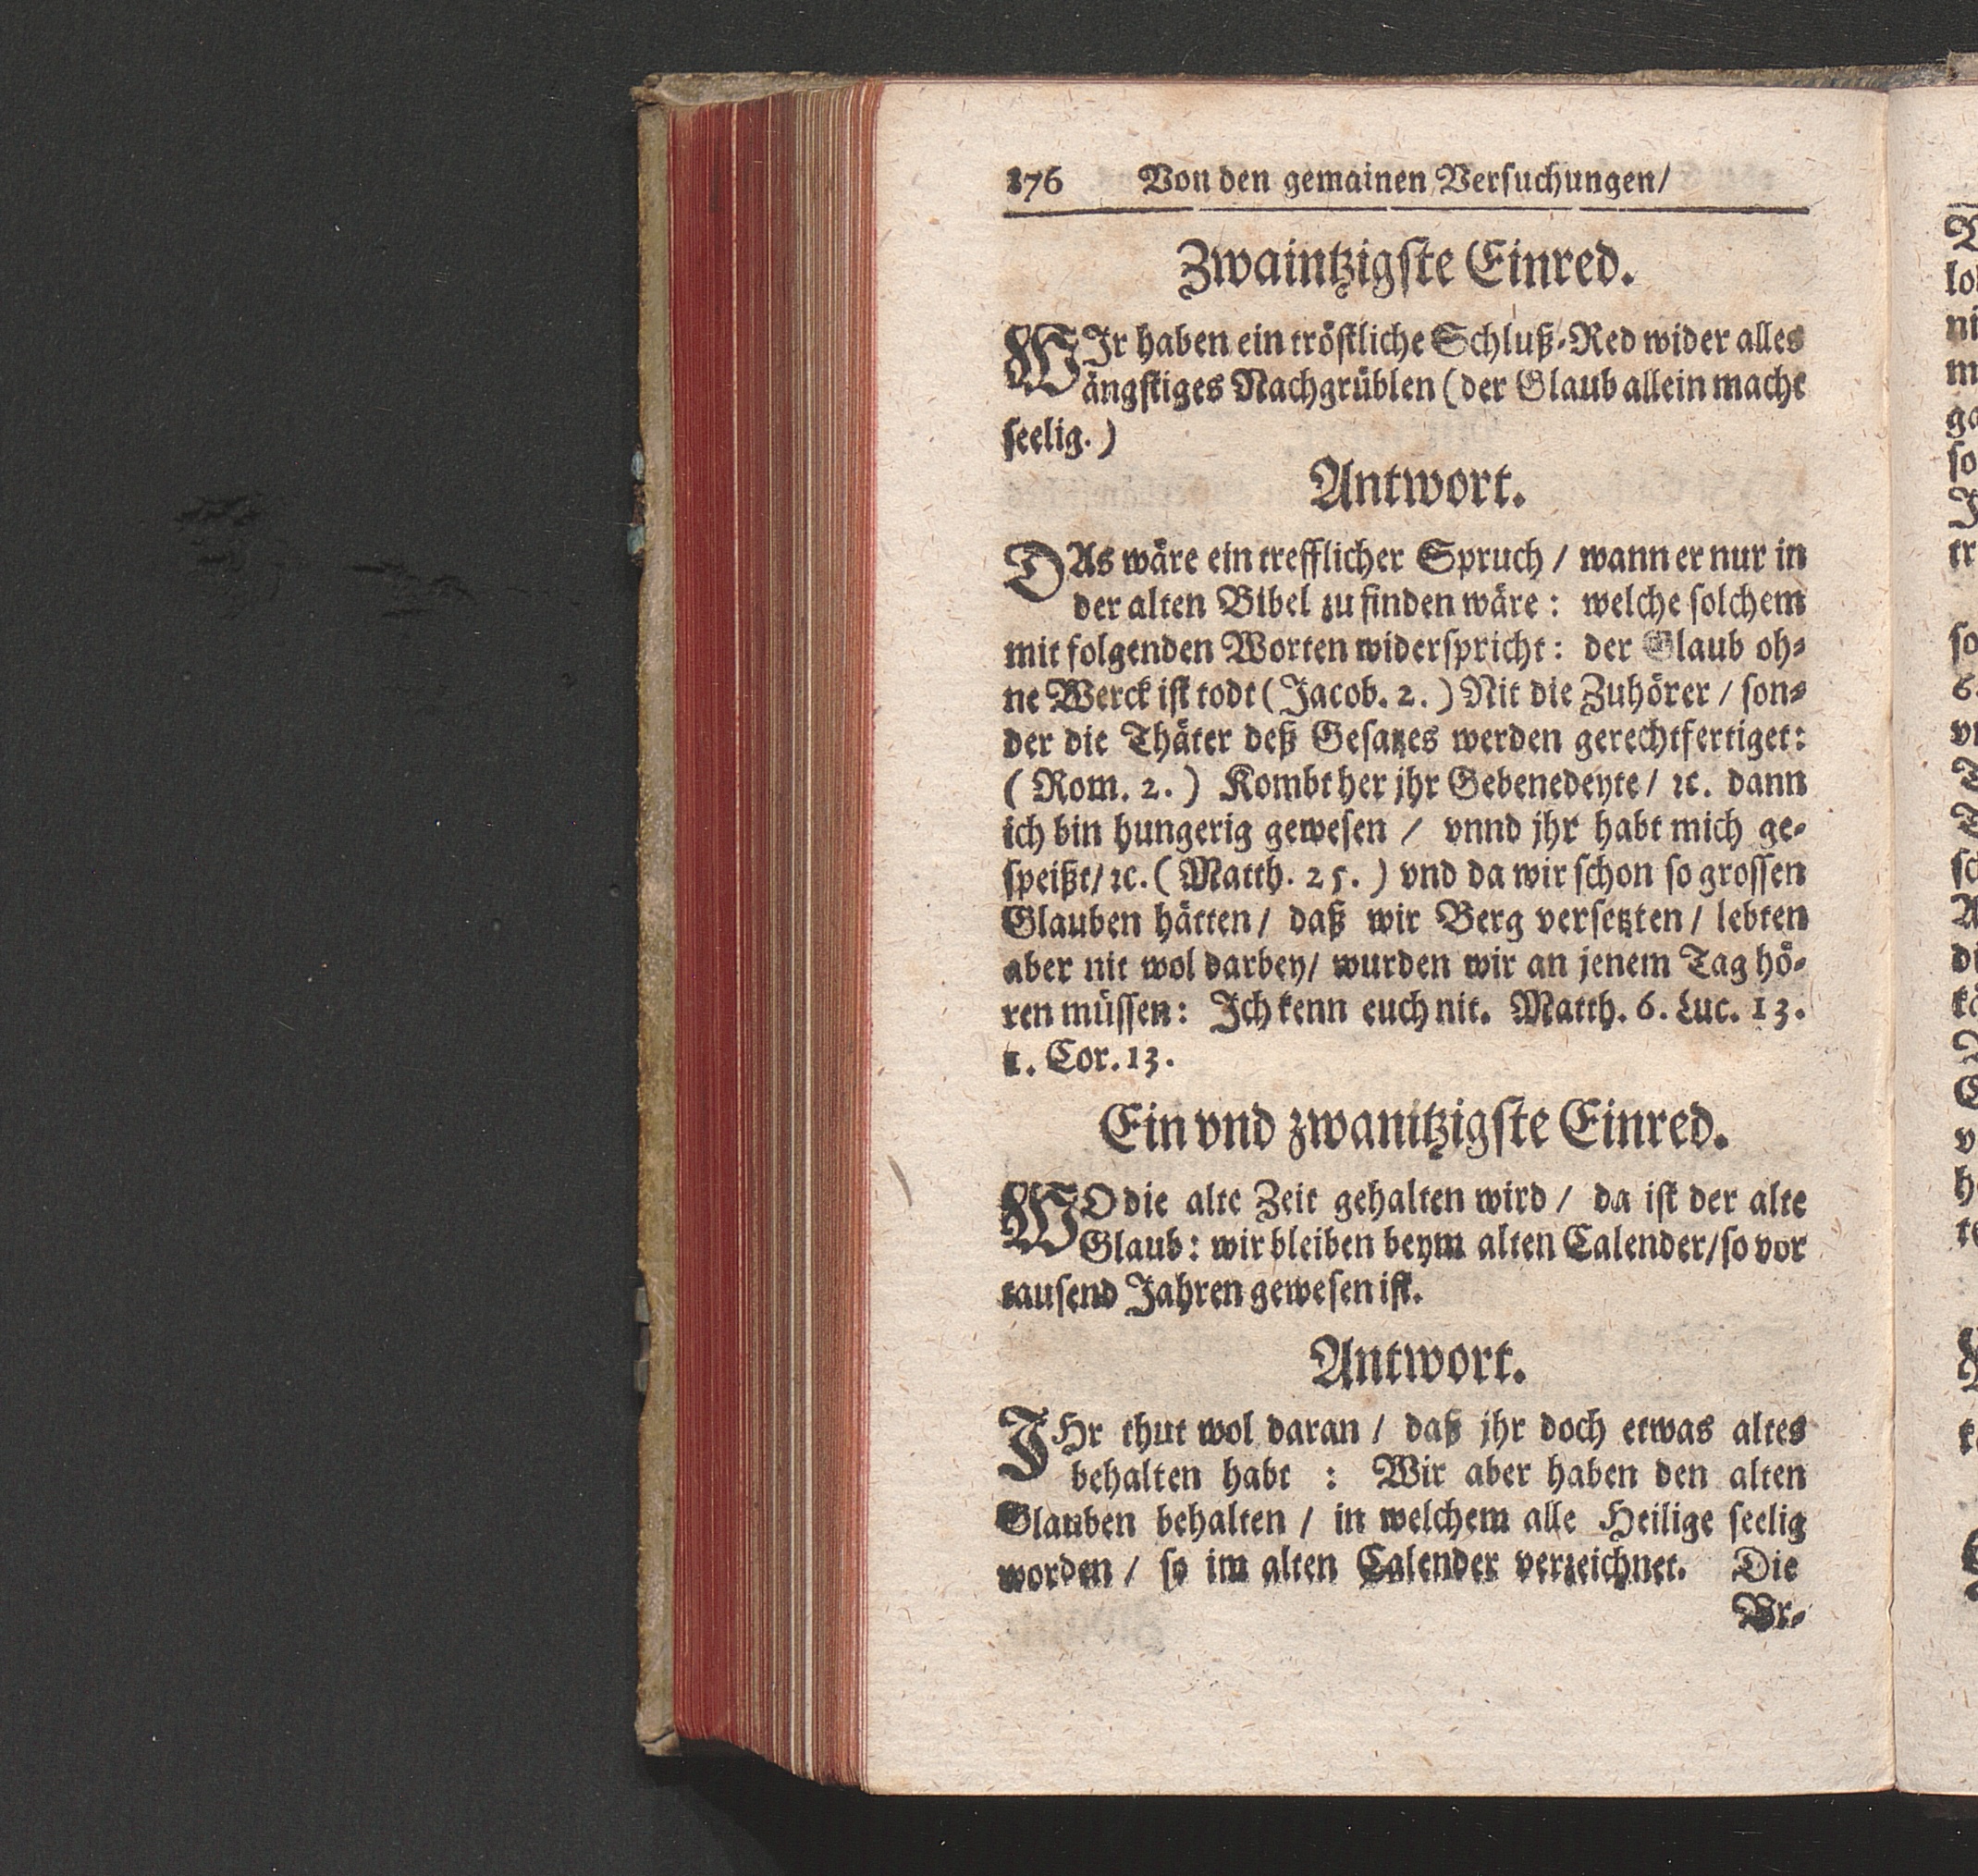 176 Von den gemainen Versuchungen/
Zwaintzigste Einred.
WIr haben ein tröstliche Schluß-Red wider alles
ängstiges Nachgrüblen (der Glaub allein mache
seelig.)
Antwort.
DAs wäre ein trefflicher Spruch / wann er nur in
der alten Bibel zu finden wäre: welche solchem
mit folgenden Worten widerspricht: der Glaub oh-
ne Werck ist todt (Jacob. 2.) Nit die Zuhörer / son-
der die Thäter deß Gesatzes werden gerechtfertiget:
(Rom. 2.) Kombt her jhr Gebenedeyte / ꝛc. dann
ich bin hungerig gewesen / vnnd jhr habt mich ge-
speißt / ꝛc. (Matth. 25.) vnd da wir schon so grossen
Glauben hätten / daß wir Berg versetzten / lebten
aber nit wol darbey / wurden wir an jenem Tag hö-
ren müssen: Ich kenn euch nit. Matth. 6. Luc. 13.
1. Cor. 13.
Ein vnd zwanitzigste Einred.
WO die alte Zeit gehalten wird / da ist der alte
Glaub: wir bleiben beym alten Calender / so vor
tausend Jahren gewesen ist.
Antwort.
IHr thut wol daran / daß jhr doch etwas altes
behalten habt : Wir aber haben den alten
Glauben behalten / in welchem alle Heilige seelig
worden / so im alten Calender verzeichnet. Die
Vr-